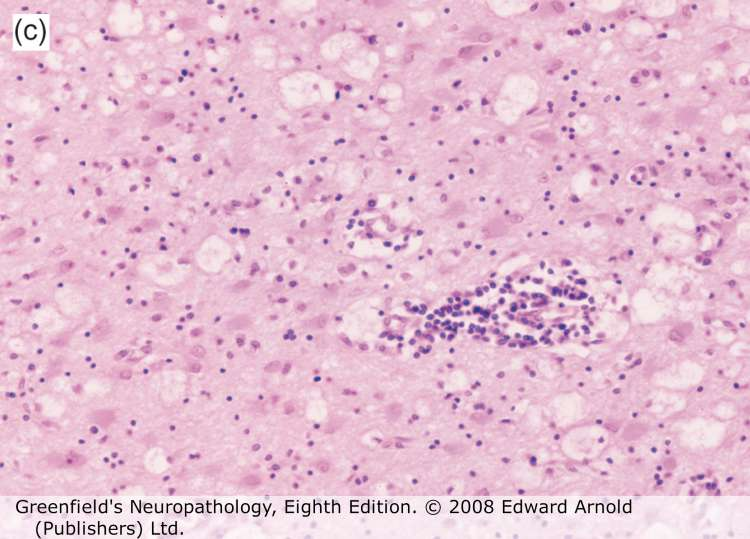 (c)
Greenfield's Neuropathology, Eighth Edition. © 2008 Edward Arnold
(Publishers) Ltd.